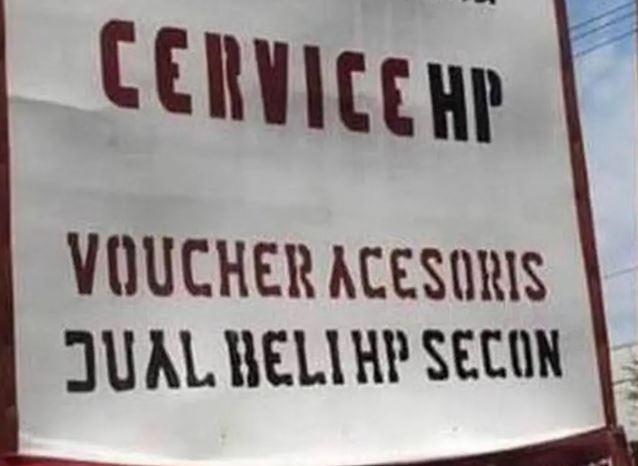 CERVICE HP
VOUCHER ACESORIS
JUAL BELI HP SECON